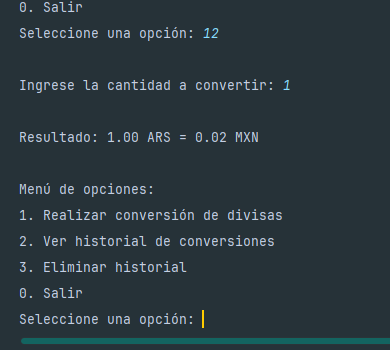 0. Salir
Seleccione una opción: 12
Ingrese la cantidad a convertir: 1
Resultado: 1.00 ARS = 0.02 MXN
Menú de opciones:
1. Realizar conversión de divisas
2. Ver historial de conversiones
3. Eliminar historial
0. Salir
Seleccione una opción: